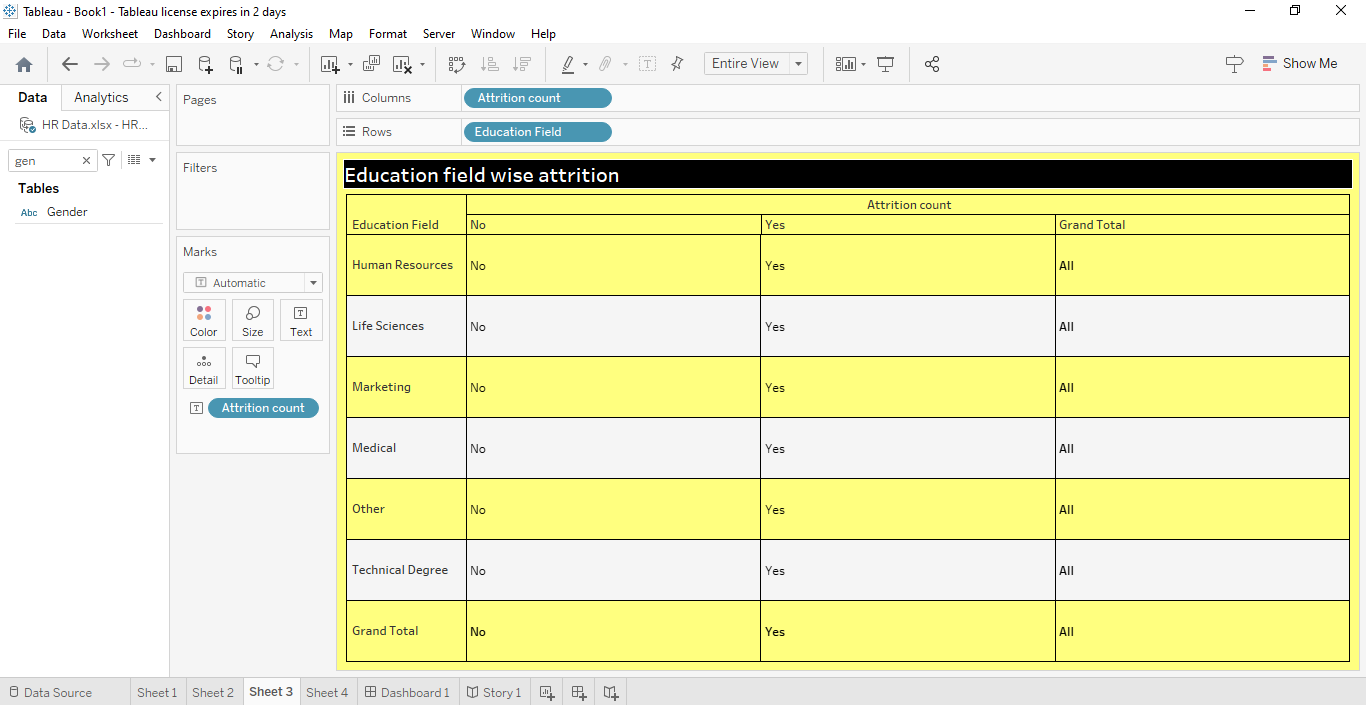 Tableau - Book1 - Tableau license expires in 2 days
File Data Worksheet Dashboard Story Analysis Map Format Server Window Help
Entire View
Show Me
Data Analytics
HR Data.xlsx - HR...
gen
Tables
Abc Gender
Pages
Filters
Marks
T Automatic
Color Size Text
Detail Tooltip
T Attrition count
Columns Attrition count
Rows Education Field
Education field wise attrition
Attrition count
Education Field No Yes Grand Total
Human Resources No Yes All
Life Sciences No Yes All
Marketing No Yes All
Medical No Yes All
Other No Yes All
Technical Degree No Yes All
Grand Total No Yes All
Data Source Sheet 1 Sheet 2 Sheet 3 Sheet 4 Dashboard 1 Story 1